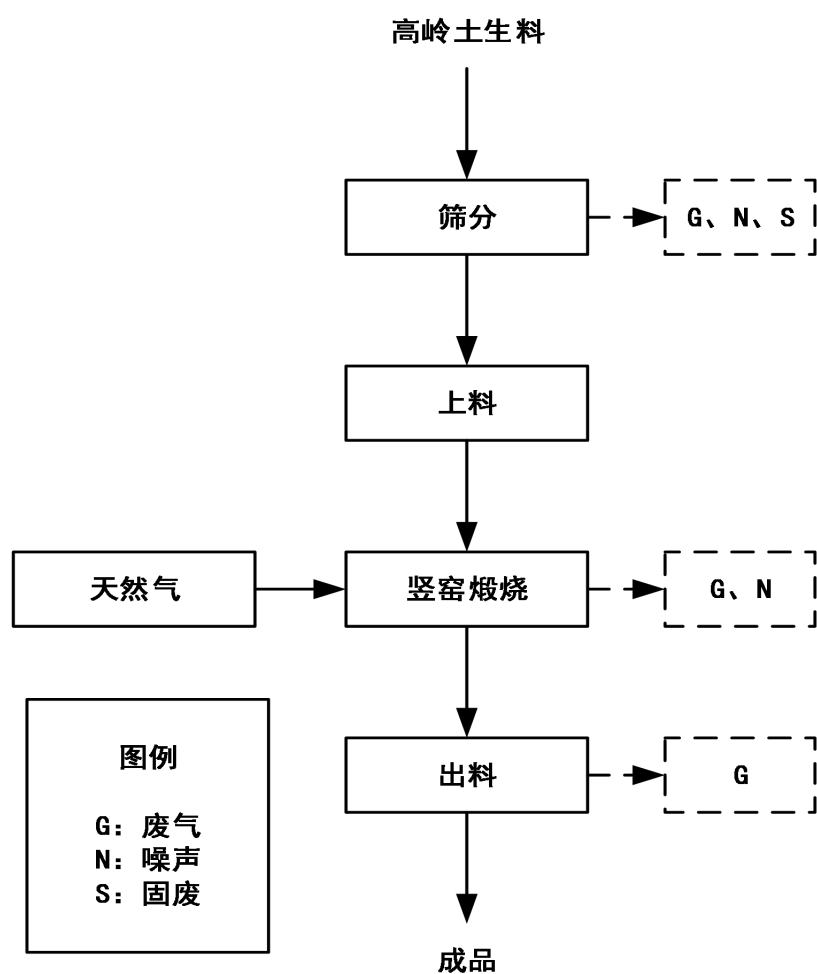 高岭土生料
筛分
G、N、S
上料
天然气
竖窑煅烧
G、N
出料
G
图例
G：废气
N：噪声
S：固废
成品